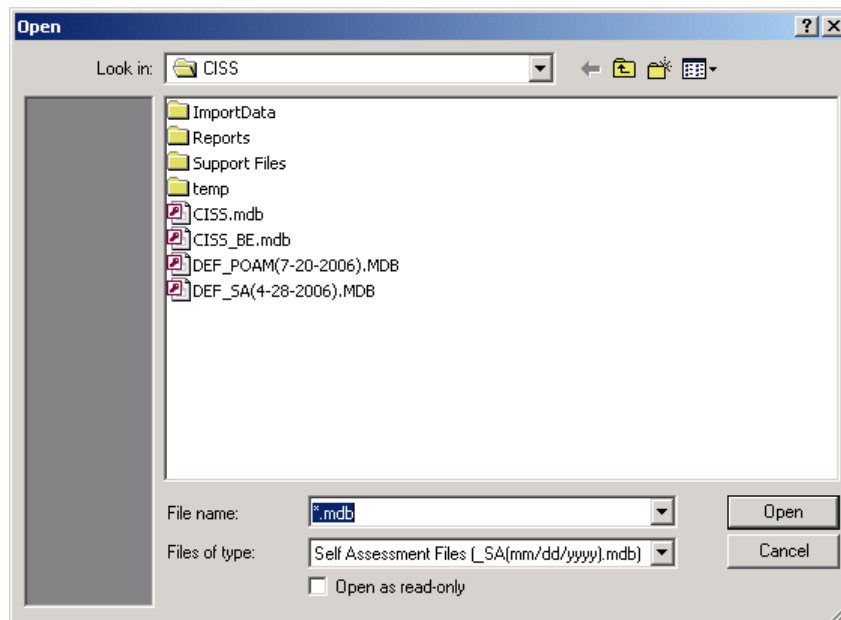 Open
Look in: CISS
ImportData
Reports
Support Files
temp
CISS.mdb
CISS_BE.mdb
DEF_POAM(7-20-2006).MDB
DEF_SA(4-28-2006).MDB
File name: *.mdb Open
Files of type: Self Assessment Files (_SA(mm/dd/yyyy).mdb) Cancel
Open as read-only